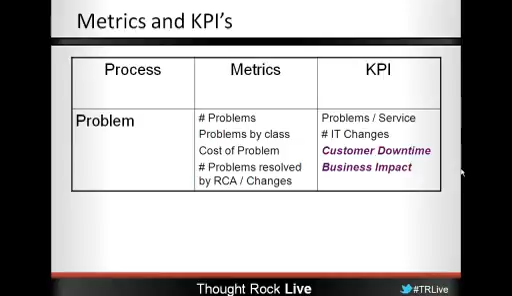 Metrics and KPI's
Process Metrics KPI
Problem
# Problems
Problems by class
Cost of Problem
# Problems resolved
by RCA / Changes
Problems / Service
# IT Changes
Customer Downtime
Business Impact
Thought Rock Live
#TRLive